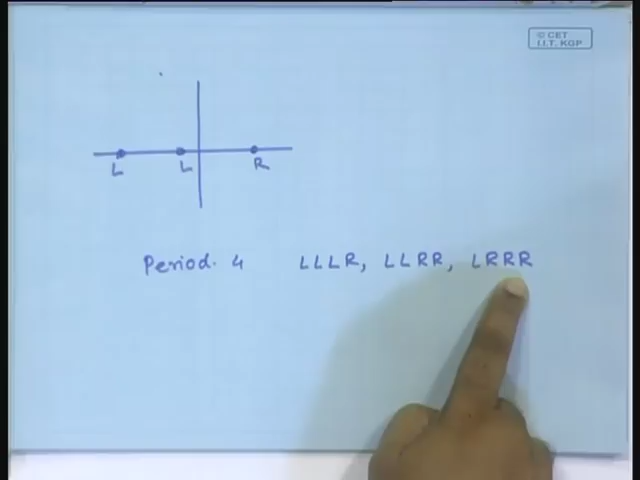 © CET
I.I.T. KGP
L L R
Period. 4 LLLR, LLRR, LRRR